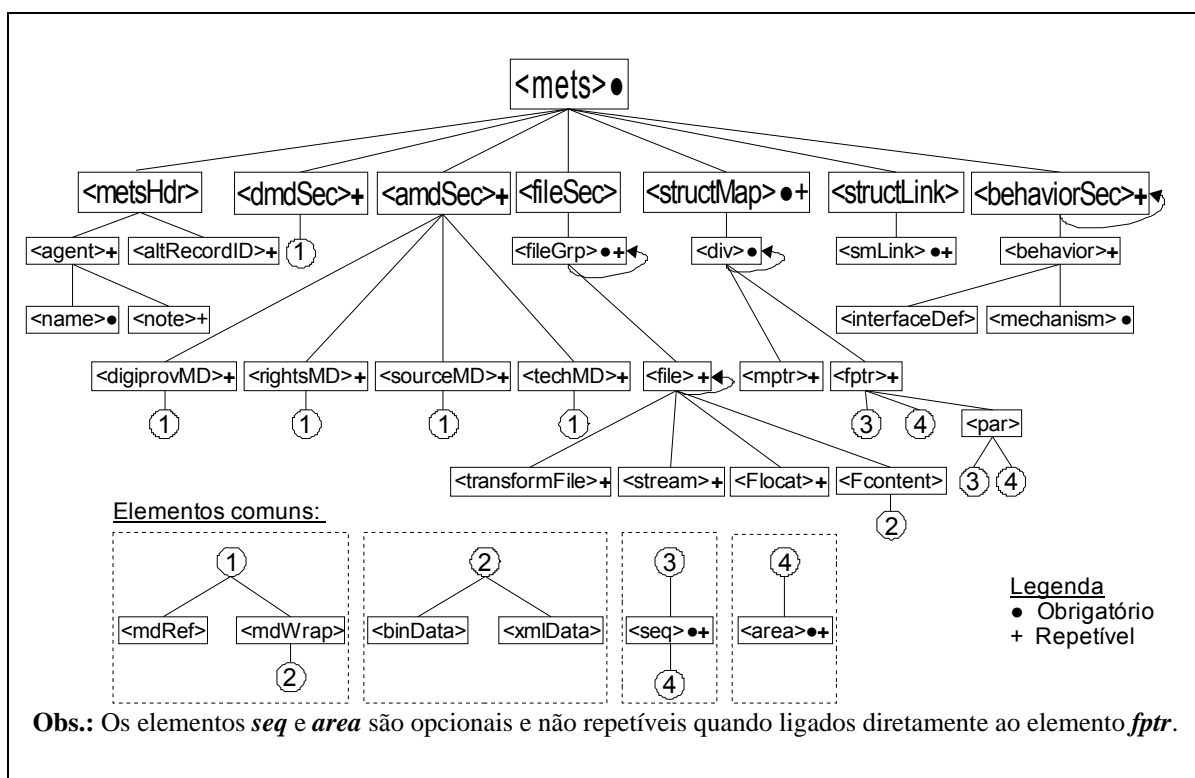 <mets>●
<metsHdr> <dmdSec>+ <amdSec>+ <fileSec> <structMap>●+ <structLink> <behaviorSec>+
<agent>+ <altRecordID>+ 1 <fileGrp>●+ <div>● <smLink>●+ <behavior>+
<name>● <note>+ <interfaceDef> <mechanism>●
<digiprovMD>+ <rightsMD>+ <sourceMD>+ <techMD>+ <file>+ <mptr>+ <fptr>+
1 1 1 1 3 4 <par>
<transformFile>+ <stream>+ <Flocat>+ <Fcontent> 3 4
2
Elementos comuns:
1 2 3 4
<mdRef> <mdWrap> <binData> <xmlData> <seq>●+ <area>●+
2 4
Legenda
● Obrigatório
+ Repetível
Obs.: Os elementos seq e area são opcionais e não repetíveis quando ligados diretamente ao elemento fptr.